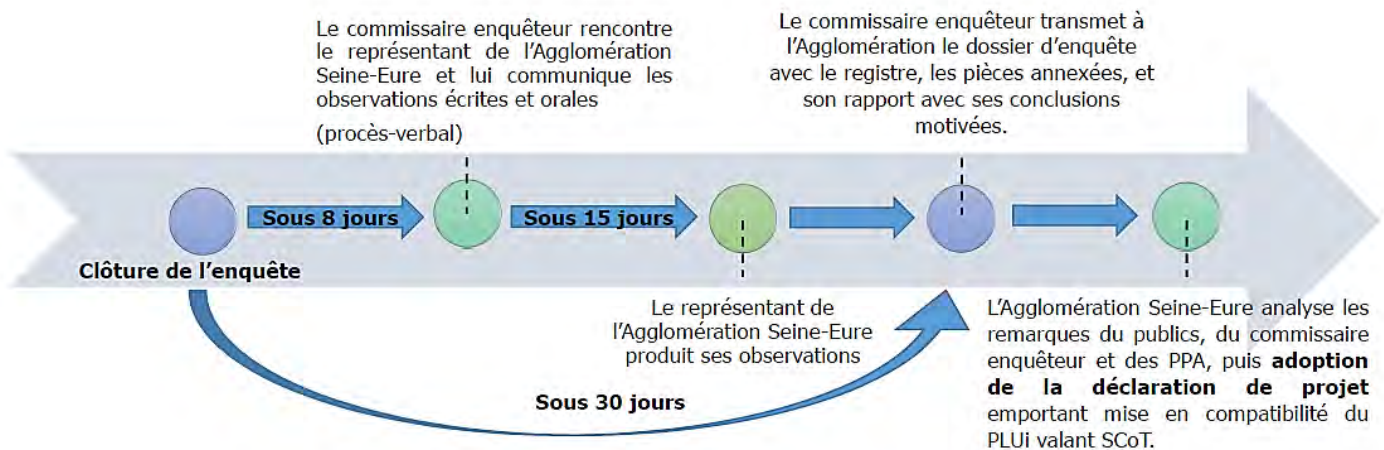 Le commissaire enquêteur rencontre
le représentant de l'Agglomération
Seine-Eure et lui communique les
observations écrites et orales
(procès-verbal)
Le commissaire enquêteur transmet à
l'Agglomération le dossier d'enquête
avec le registre, les pièces annexées, et
son rapport avec ses conclusions
motivées.
Sous 8 jours
Sous 15 jours
Clôture de l'enquête
Le représentant de
l'Agglomération Seine-Eure
produit ses observations
L'Agglomération Seine-Eure analyse les
remarques du publics, du commissaire
enquêteur et des PPA, puis adoption
de la déclaration de projet
emportant mise en compatibilité du
PLUi valant SCoT.
Sous 30 jours